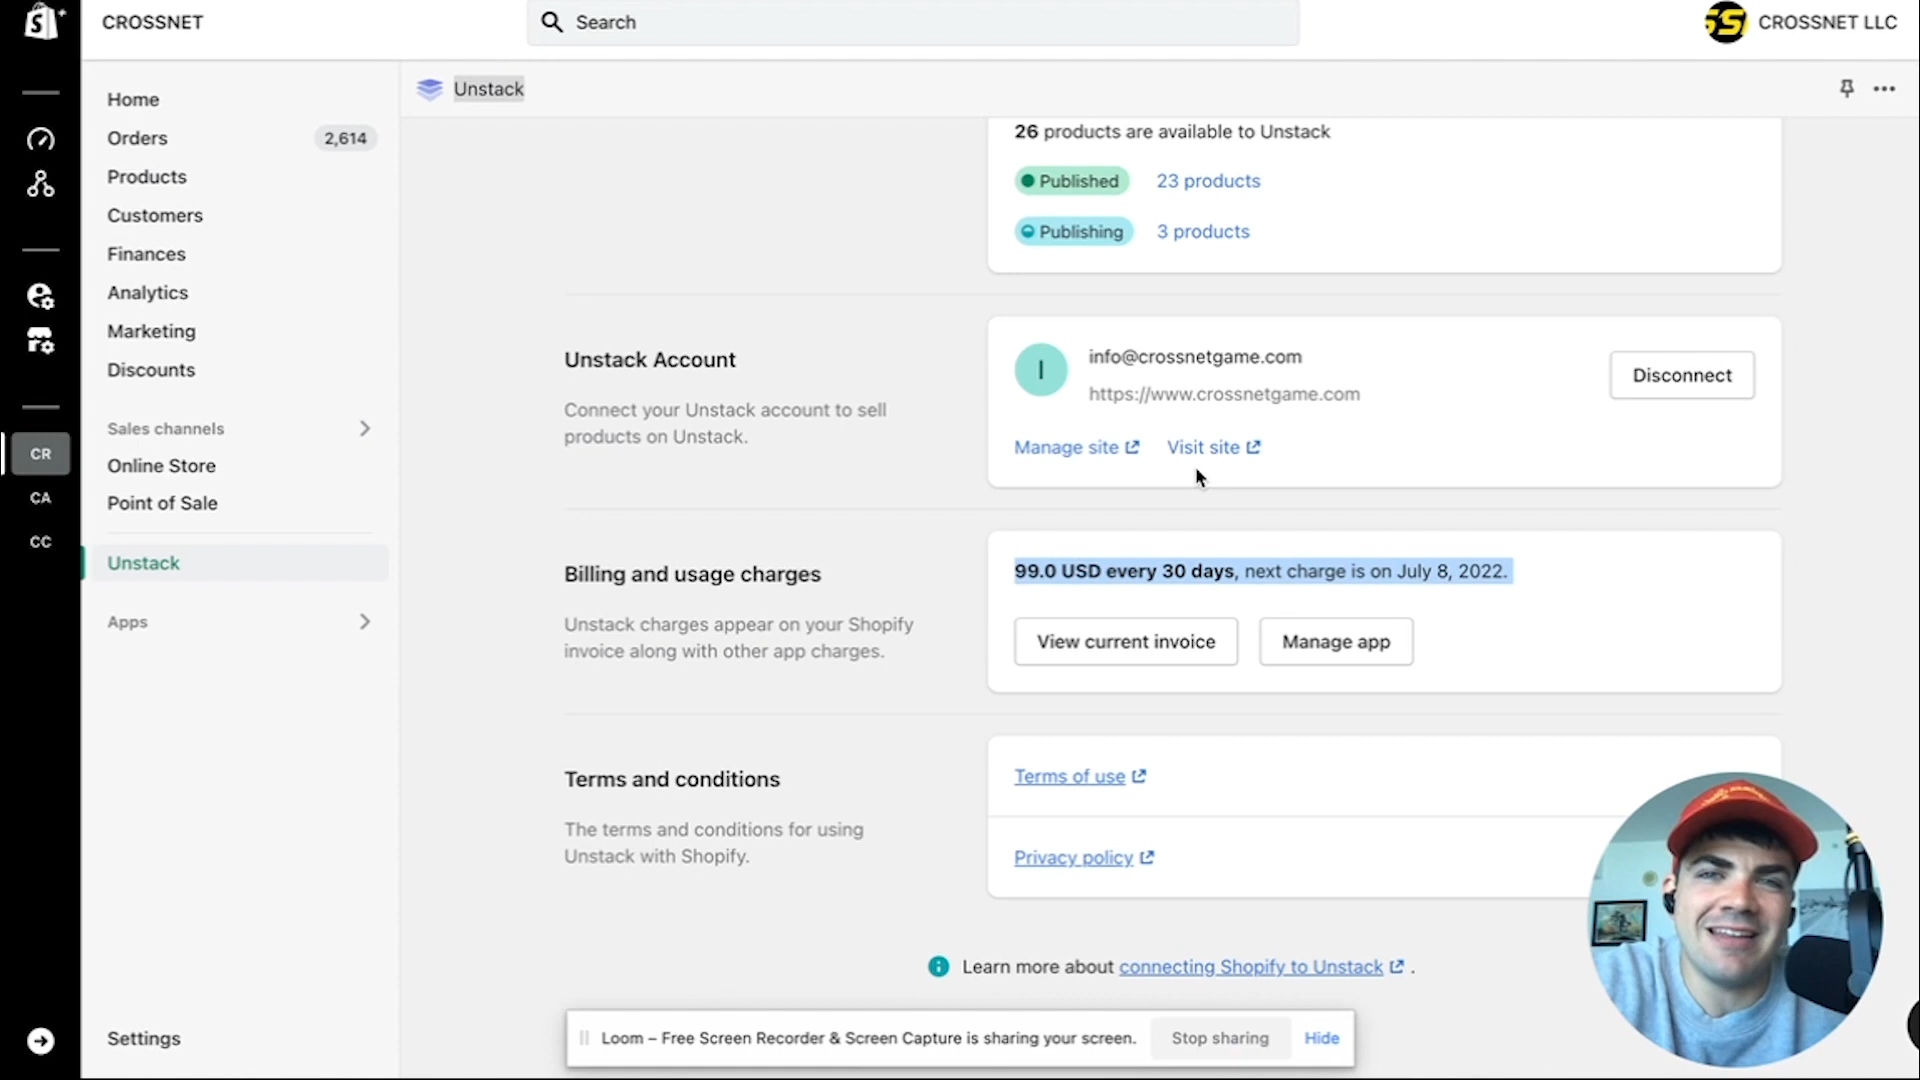 CROSSNET
Search
CROSSNET LLC
Home
Orders 2,614
Products
Customers
Finances
Analytics
Marketing
Discounts
Sales channels
Online Store
Point of Sale
Unstack
Apps
Settings
CR
CA
CC
Unstack
26 products are available to Unstack
Published 23 products
Publishing 3 products
Unstack Account
Connect your Unstack account to sell
products on Unstack.
I
info@crossnetgame.com
https://www.crossnetgame.com
Disconnect
Manage site Visit site
Billing and usage charges
Unstack charges appear on your Shopify
invoice along with other app charges.
99.0 USD every 30 days, next charge is on July 8, 2022.
View current invoice Manage app
Terms and conditions
The terms and conditions for using
Unstack with Shopify.
Terms of use
Privacy policy
Learn more about connecting Shopify to Unstack .
Loom – Free Screen Recorder & Screen Capture is sharing your screen. Stop sharing Hide